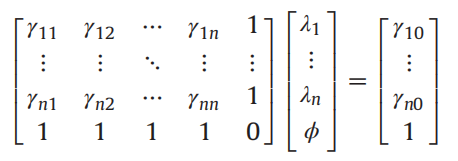 γ11 γ12 ⋯ γ1n 1 λ1 γ10
⋮ ⋮ ⋱ ⋮ ⋮ ⋮ = ⋮
γn1 γn2 ⋯ γnn 1 λn γn0
1 1 1 1 0 ϕ 1